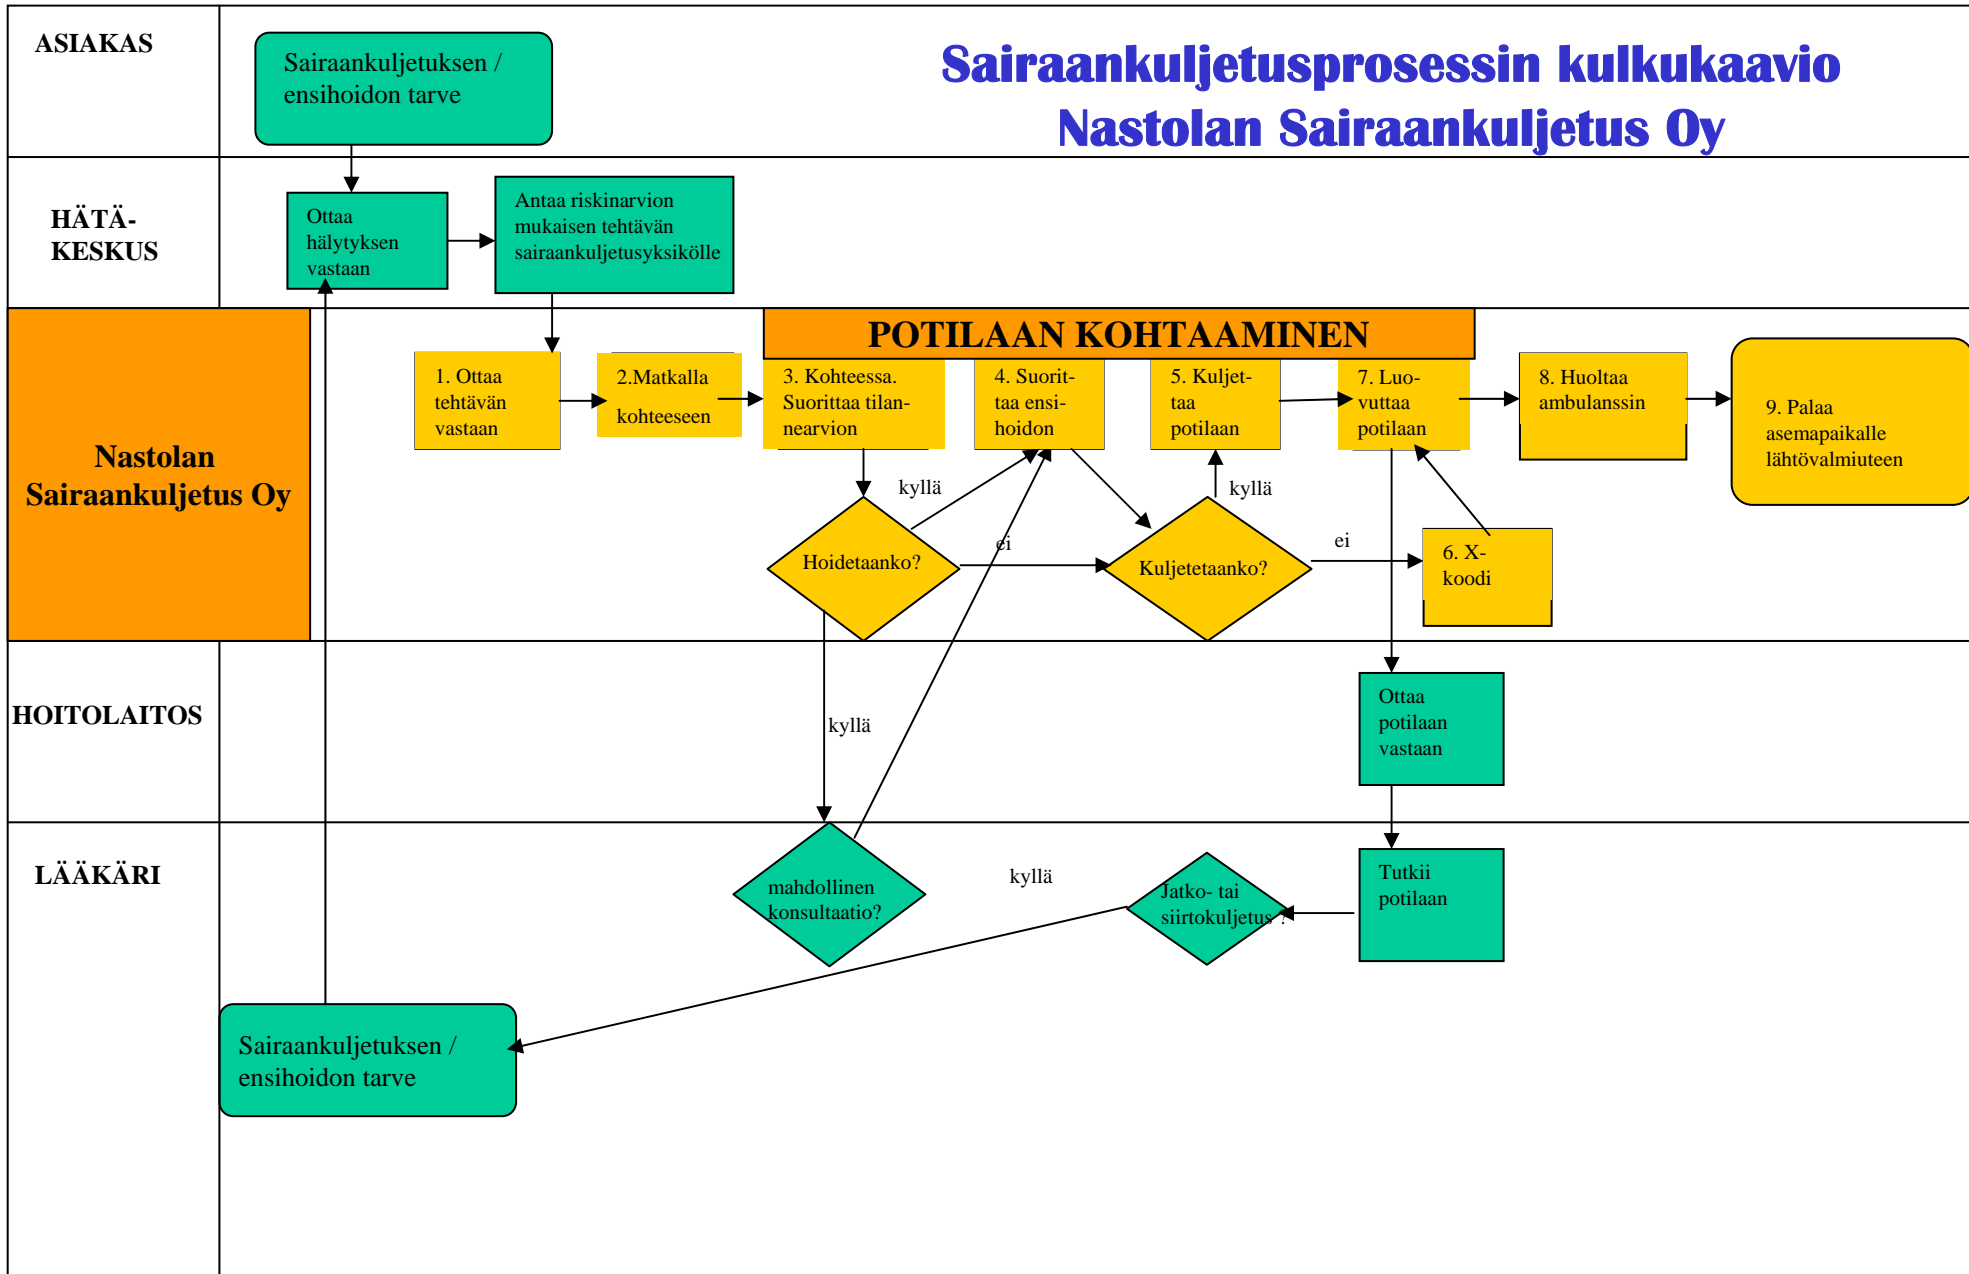 ASIAKAS
Sairaankuljetuksen /
ensihoidon tarve
Sairaankuljetusprosessin kulkukaavio
Nastolan Sairaankuljetus Oy
HÄTÄ-
KESKUS
Ottaa
hälytyksen
vastaan
Antaa riskinarvion
mukaisen tehtävän
sairaankuljetusyksikölle
Nastolan
Sairaankuljetus Oy
POTILAAN KOHTAAMINEN
1. Ottaa
tehtävän
vastaan
2.Matkalla
kohteeseen
3. Kohteessa.
Suorittaa tilan-
nearvion
4. Suorit-
taa ensi-
hoidon
5. Kuljet-
taa
potilaan
7. Luo-
vuttaa
potilaan
8. Huoltaa
ambulanssin
9. Palaa
asemapaikalle
lähtövalmiuteen
kyllä
kyllä
Hoidetaanko?
ei
Kuljetetaanko?
ei
6. X-
koodi
HOITOLAITOS
kyllä
Ottaa
potilaan
vastaan
LÄÄKÄRI
mahdollinen
konsultaatio?
kyllä
Jatko- tai
siirtokuljetus ?
Tutkii
potilaan
Sairaankuljetuksen /
ensihoidon tarve